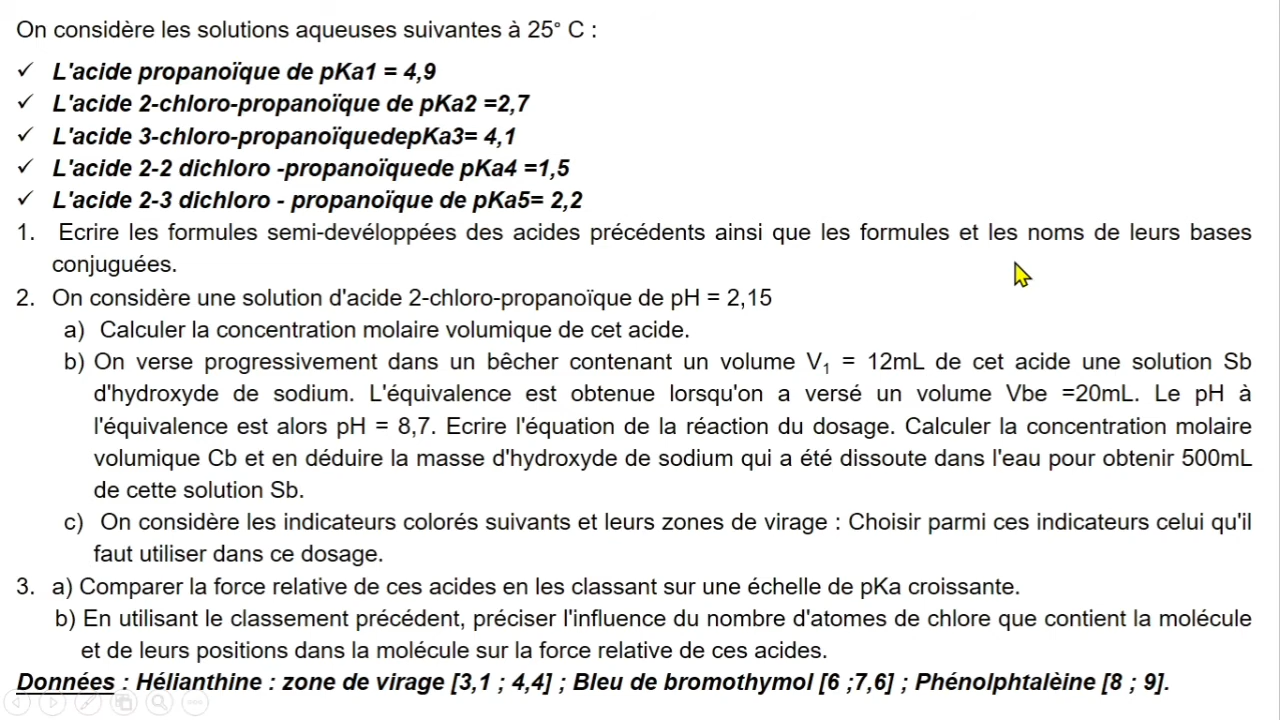 On considère les solutions aqueuses suivantes à 25° C :
✓ L'acide propanoïque de pKa1 = 4,9
✓ L'acide 2-chloro-propanoïque de pKa2 =2,7
✓ L'acide 3-chloro-propanoïquedepKa3= 4,1
✓ L'acide 2-2 dichloro -propanoïquede pKa4 =1,5
✓ L'acide 2-3 dichloro - propanoïque de pKa5= 2,2
1. Ecrire les formules semi-dévéloppées des acides précédents ainsi que les formules et les noms de leurs bases
conjuguées.
2. On considère une solution d'acide 2-chloro-propanoïque de pH = 2,15
a) Calculer la concentration molaire volumique de cet acide.
b) On verse progressivement dans un bêcher contenant un volume V₁ = 12mL de cet acide une solution Sb
d'hydroxyde de sodium. L'équivalence est obtenue lorsqu'on a versé un volume Vbe =20mL. Le pH à
l'équivalence est alors pH = 8,7. Ecrire l'équation de la réaction du dosage. Calculer la concentration molaire
volumique Cb et en déduire la masse d'hydroxyde de sodium qui a été dissoute dans l'eau pour obtenir 500mL
de cette solution Sb.
c) On considère les indicateurs colorés suivants et leurs zones de virage : Choisir parmi ces indicateurs celui qu'il
faut utiliser dans ce dosage.
3. a) Comparer la force relative de ces acides en les classant sur une échelle de pKa croissante.
b) En utilisant le classement précédent, préciser l'influence du nombre d'atomes de chlore que contient la molécule
et de leurs positions dans la molécule sur la force relative de ces acides.
Données : Hélianthine : zone de virage [3,1 ; 4,4] ; Bleu de bromothymol [6 ;7,6] ; Phénolphtalèine [8 ; 9].